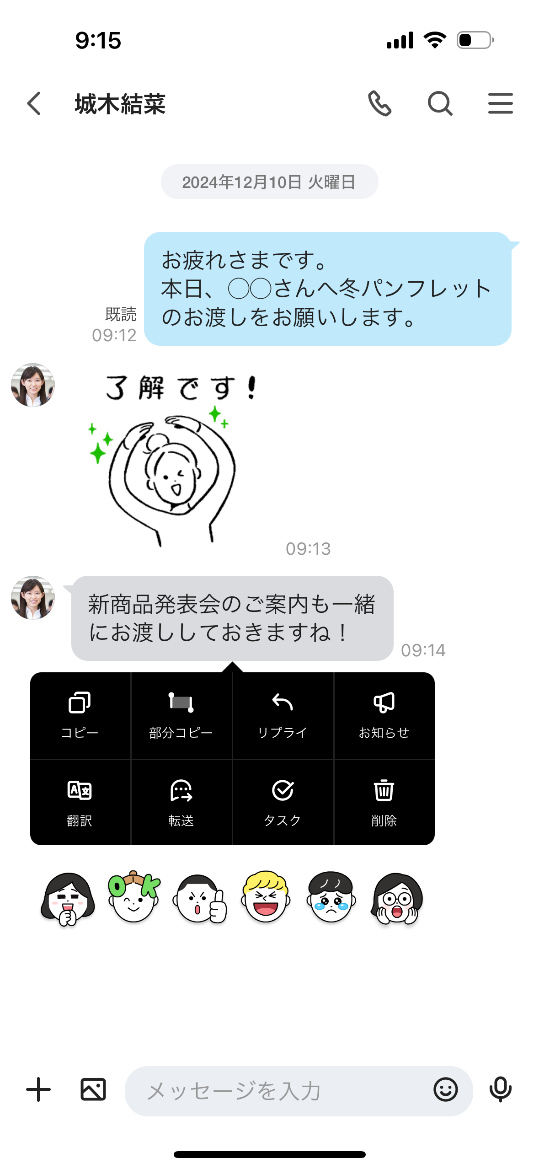 9:15
城木結菜
2024年12月10日 火曜日
お疲れさまです。
本日、〇〇さんへ冬パンフレット
のお渡しをお願いします。
既読
09:12
了解です!
09:13
新商品発表会のご案内も一緒
にお渡ししておきますね！
09:14
コピー
部分コピー
リプライ
お知らせ
翻訳
転送
タスク
削除
OK
メッセージを入力